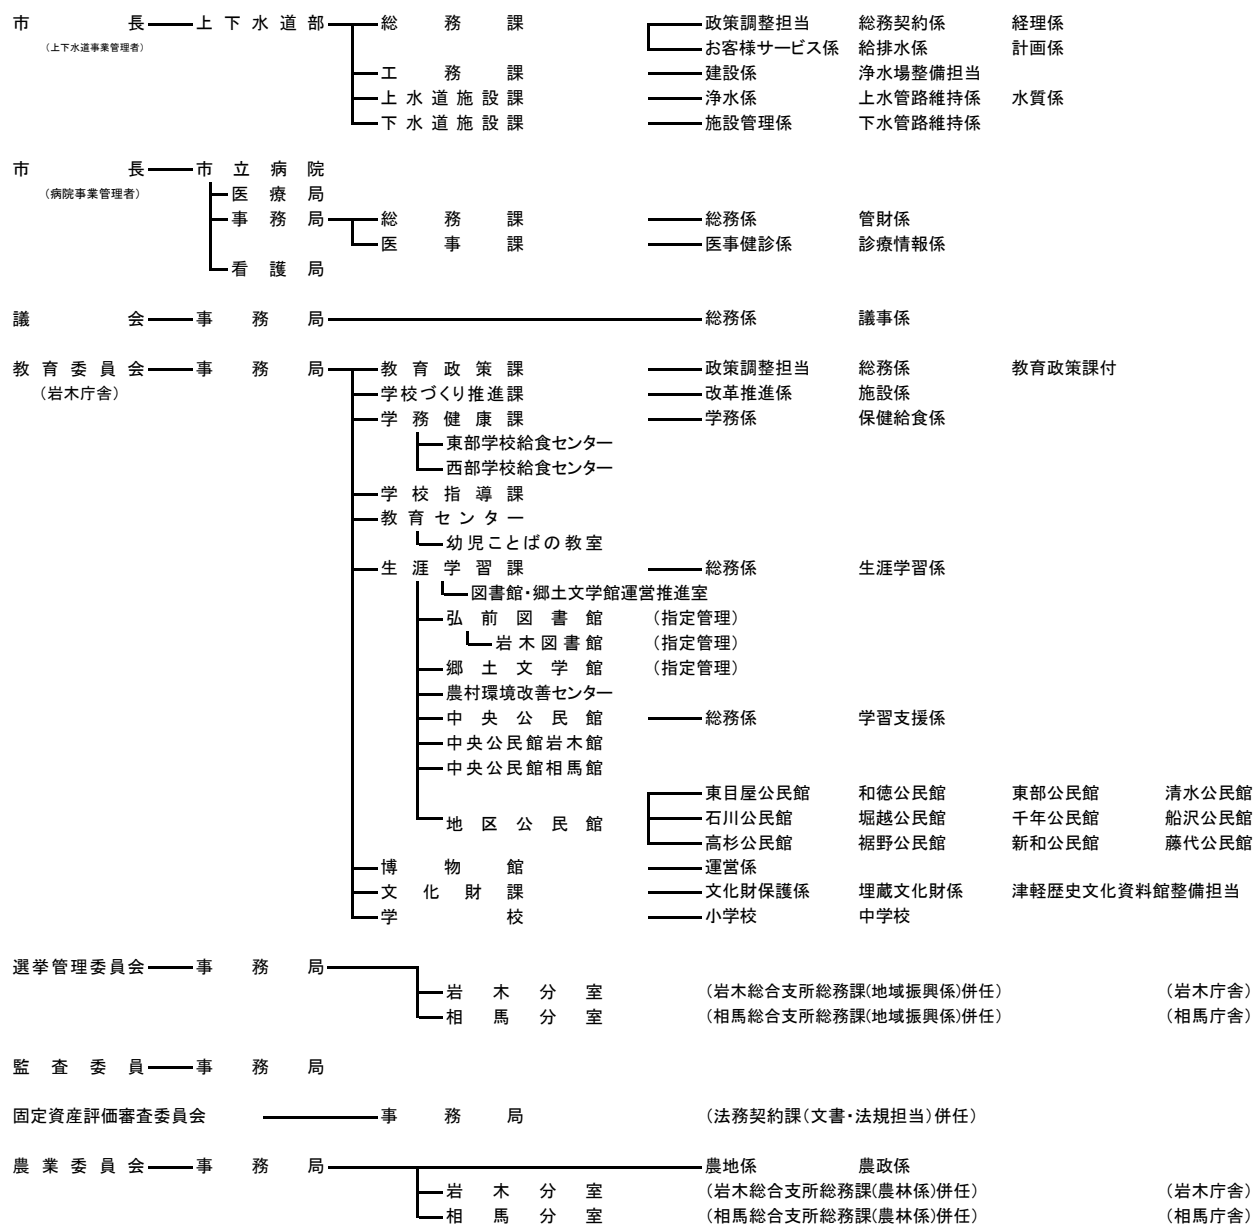 市長 上下水道部 総務課 政策調整担当 総務契約係 経理係
（上下水道事業管理者） お客様サービス係 給排水係 計画係
工務課 建設係 浄水場整備担当
上水道施設課 浄水係 上水管路維持係 水質係
下水道施設課 施設管理係 下水管路維持係
市長 市立病院
（病院事業管理者） 医療局
事務局 総務課 総務係 管財係
医事課 医事健診係 診療情報係
看護局
議会 事務局 総務係 議事係
教育委員会 事務局 教育政策課 政策調整担当 総務係 教育政策課付
（岩木庁舎） 学校づくり推進課 改革推進係 施設係
学務健康課 学務係 保健給食係
東部学校給食センター
西部学校給食センター
学校指導課
教育センター
幼児ことばの教室
生涯学習課 総務係 生涯学習係
図書館・郷土文学館運営推進室
弘前図書館 （指定管理）
岩木図書館 （指定管理）
郷土文学館 （指定管理）
農村環境改善センター
中央公民館 総務係 学習支援係
中央公民館岩木館
中央公民館相馬館
東目屋公民館 和徳公民館 東部公民館 清水公民館
地区公民館 石川公民館 堀越公民館 千年公民館 船沢公民館
高杉公民館 裾野公民館 新和公民館 藤代公民館
博物館 運営係
文化財課 文化財保護係 埋蔵文化財係 津軽歴史文化資料館整備担当
学校 小学校 中学校
選挙管理委員会 事務局
岩木分室 （岩木総合支所総務課(地域振興係)併任） （岩木庁舎）
相馬分室 （相馬総合支所総務課(地域振興係)併任） （相馬庁舎）
監査委員 事務局
固定資産評価審査委員会 事務局 （法務契約課（文書・法規担当）併任）
農業委員会 事務局 農地係 農政係
岩木分室 （岩木総合支所総務課(農林係)併任） （岩木庁舎）
相馬分室 （相馬総合支所総務課(農林係)併任） （相馬庁舎）